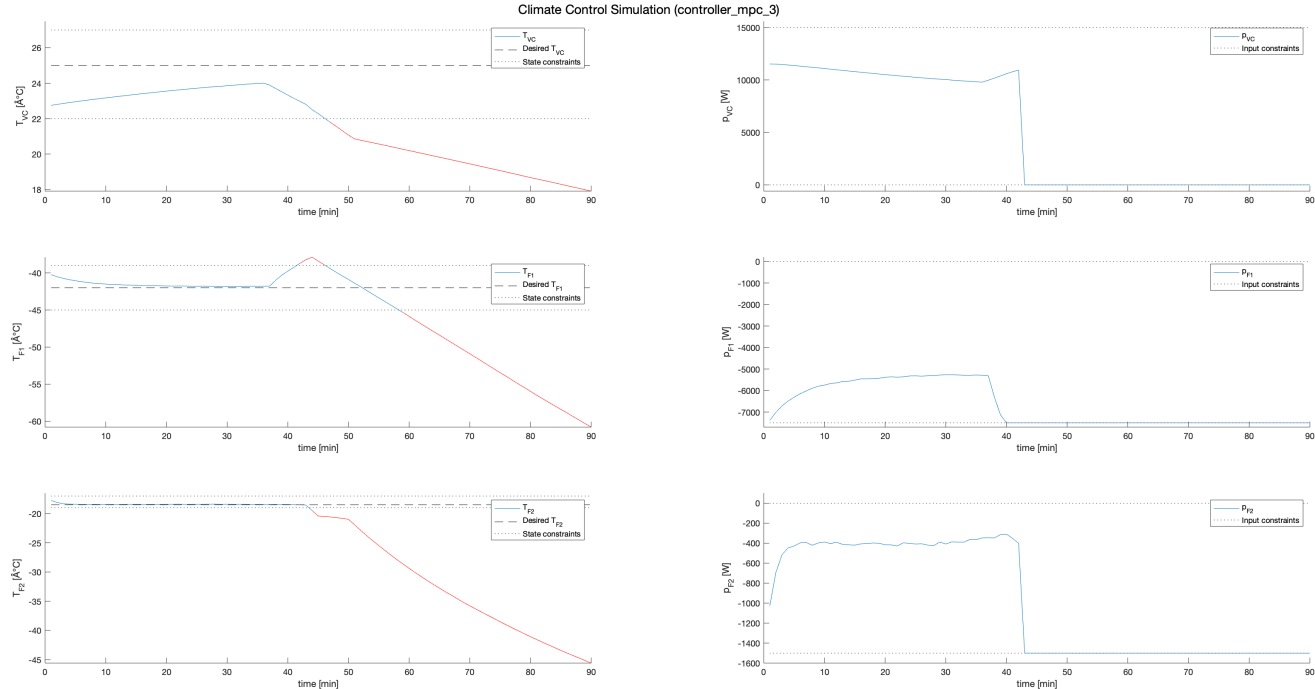 Climate Control Simulation (controller_mpc_3)
T_VC [Å°C]
26
24
22
20
18
0 10 20 30 40 50 60 70 80 90
time [min]
T_VC
Desired T_VC
State constraints
p_VC [W]
15000
10000
5000
0
0 10 20 30 40 50 60 70 80 90
time [min]
p_VC
Input constraints
T_F1 [Å°C]
-40
-45
-50
-55
-60
0 10 20 30 40 50 60 70 80 90
time [min]
T_F1
Desired T_F1
State constraints
p_F1 [W]
0
-1000
-2000
-3000
-4000
-5000
-6000
-7000
0 10 20 30 40 50 60 70 80 90
time [min]
p_F1
Input constraints
T_F2 [Å°C]
-20
-25
-30
-35
-40
-45
0 10 20 30 40 50 60 70 80 90
time [min]
T_F2
Desired T_F2
State constraints
p_F2 [W]
0
-200
-400
-600
-800
-1000
-1200
-1400
-1600
0 10 20 30 40 50 60 70 80 90
time [min]
p_F2
Input constraints